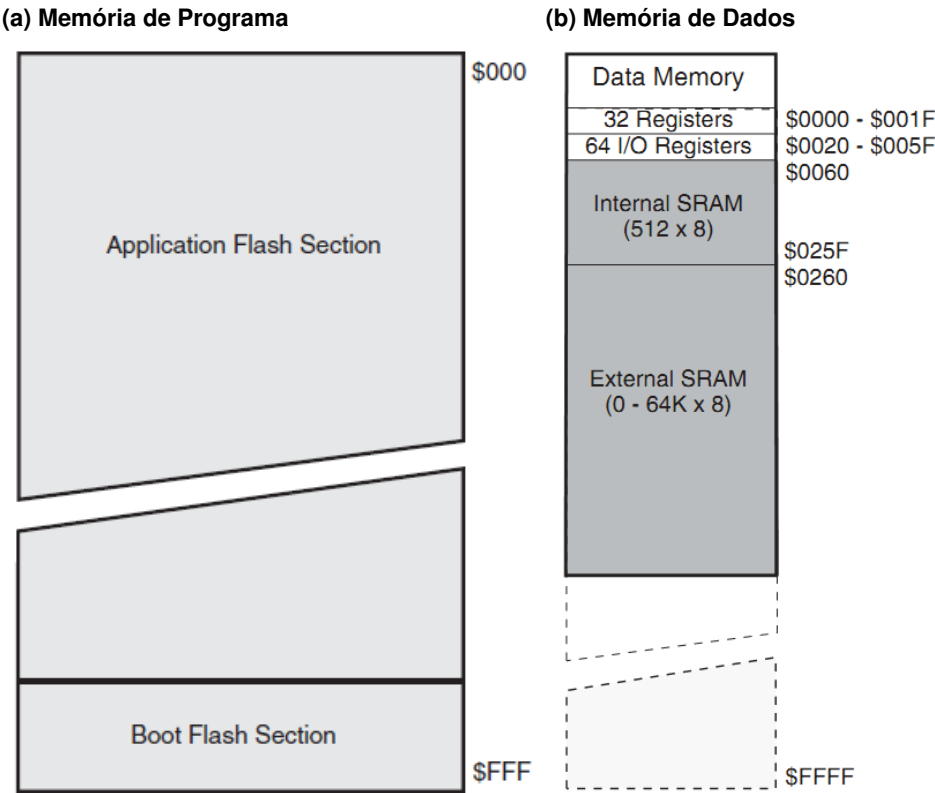 (a) Memória de Programa
$000
Application Flash Section
Boot Flash Section
$FFF
(b) Memória de Dados
Data Memory
32 Registers
$0000 - $001F
64 I/O Registers
$0020 - $005F
$0060
Internal SRAM
(512 x 8)
$025F
$0260
External SRAM
(0 - 64K x 8)
$FFFF